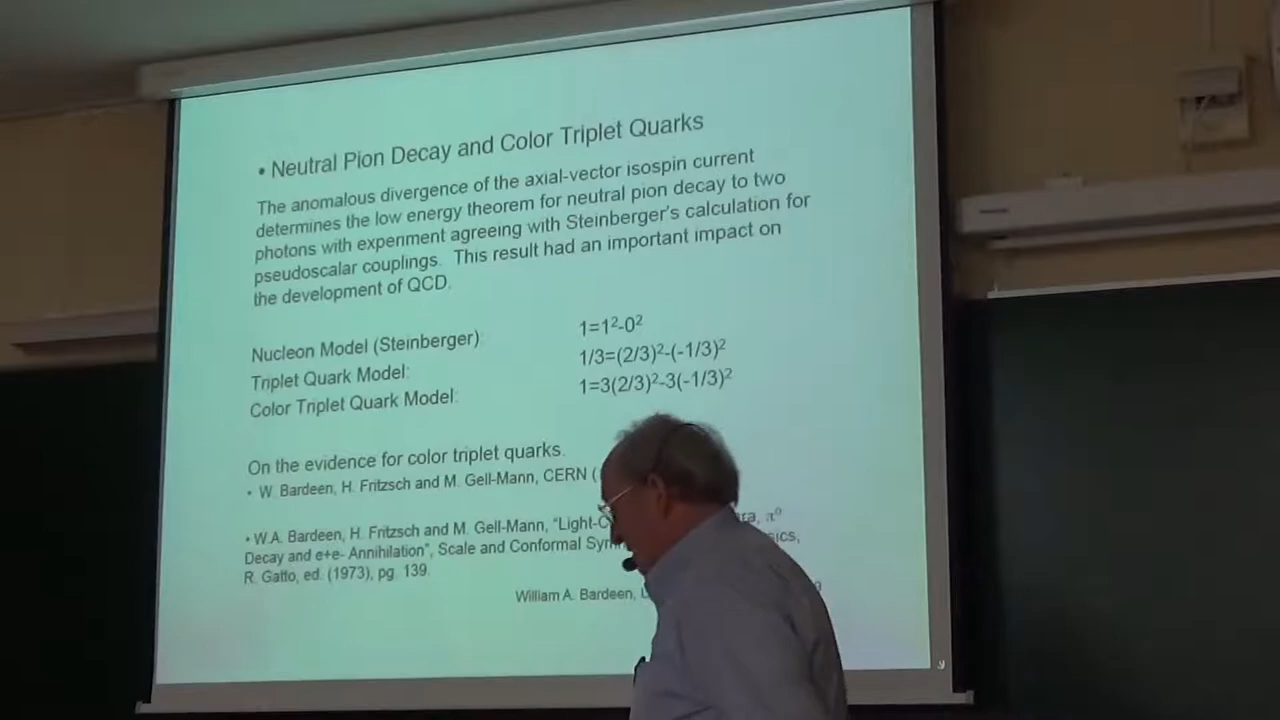 • Neutral Pion Decay and Color Triplet Quarks
The anomalous divergence of the axial-vector isospin current
determines the low energy theorem for neutral pion decay to two
photons with experiment agreeing with Steinberger's calculation for
pseudoscalar couplings. This result had an important impact on
the development of QCD.
Nucleon Model (Steinberger): 1=1²-0²
Triplet Quark Model: 1/3=(2/3)²-(-1/3)²
Color Triplet Quark Model: 1=3(2/3)²-3(-1/3)²
On the evidence for color triplet quarks.
• W. Bardeen, H. Fritzsch and M. Gell-Mann, CERN (
• W.A. Bardeen, H. Fritzsch and M. Gell-Mann, "Light-C π⁰
Decay and e+e- Annihilation", Scale and Conformal
R. Gatto, ed. (1973), pg. 139.
William A. Bardeen,